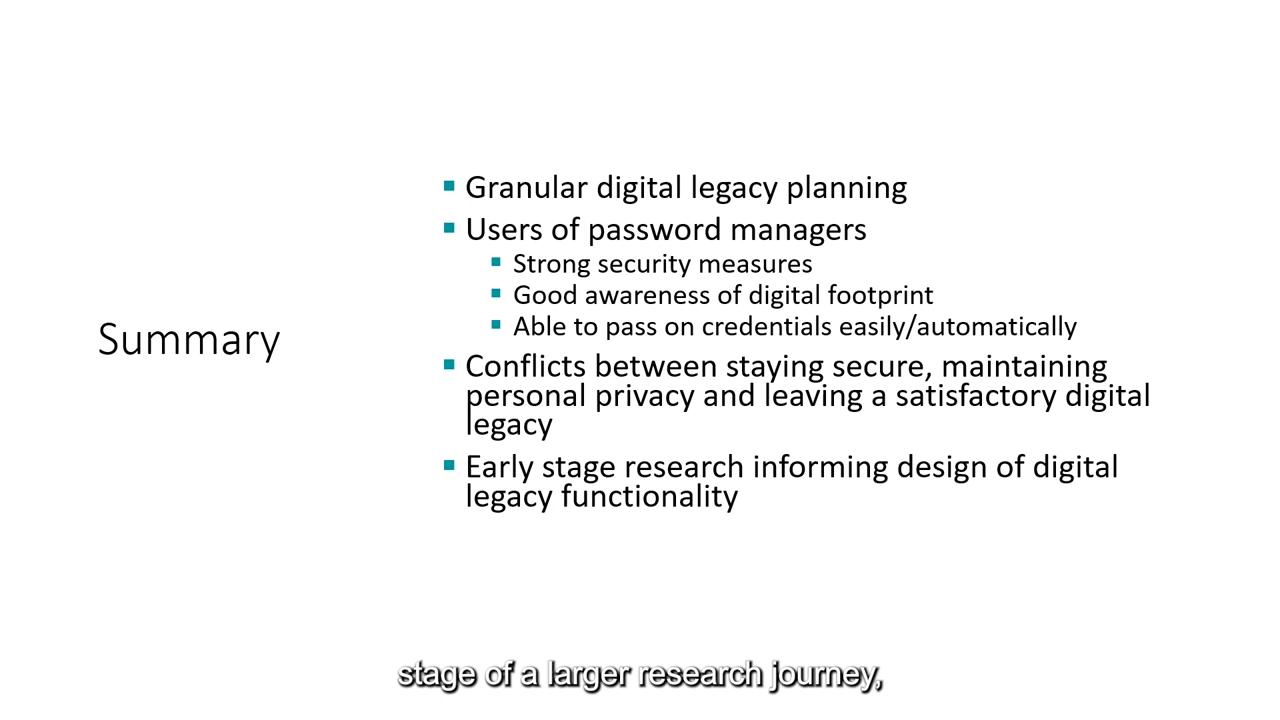 Summary
Granular digital legacy planning
Users of password managers
Strong security measures
Good awareness of digital footprint
Able to pass on credentials easily/automatically
Conflicts between staying secure, maintaining
personal privacy and leaving a satisfactory digital
legacy
Early stage research informing design of digital
legacy functionality
stage of a larger research journey,